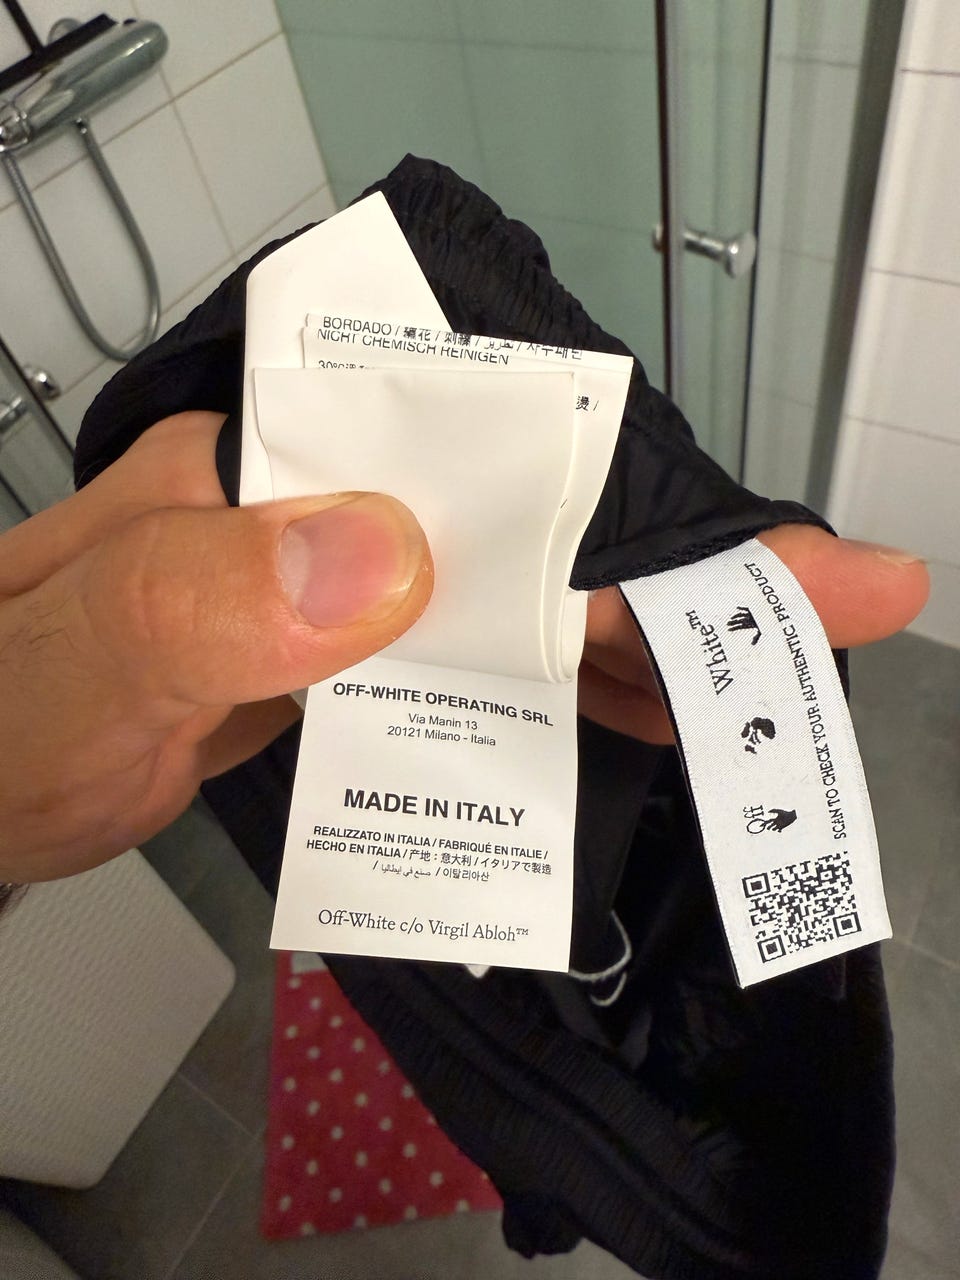 BORDADO / 繡花 / 刺繍 / تطريز / 자수패턴
NICHT CHEMISCH REINIGEN
30°C
燙 /
OFF-WHITE OPERATING SRL
Via Manin 13
20121 Milano - Italia
MADE IN ITALY
REALIZZATO IN ITALIA / FABRIQUÉ EN ITALIE /
HECHO EN ITALIA / 产地：意大利 / イタリアで製造
/ صنع في إيطاليا / 이탈리아산
Off-White c/o Virgil Abloh™
Off
White™
SCAN TO CHECK YOUR AUTHENTIC PRODUCT